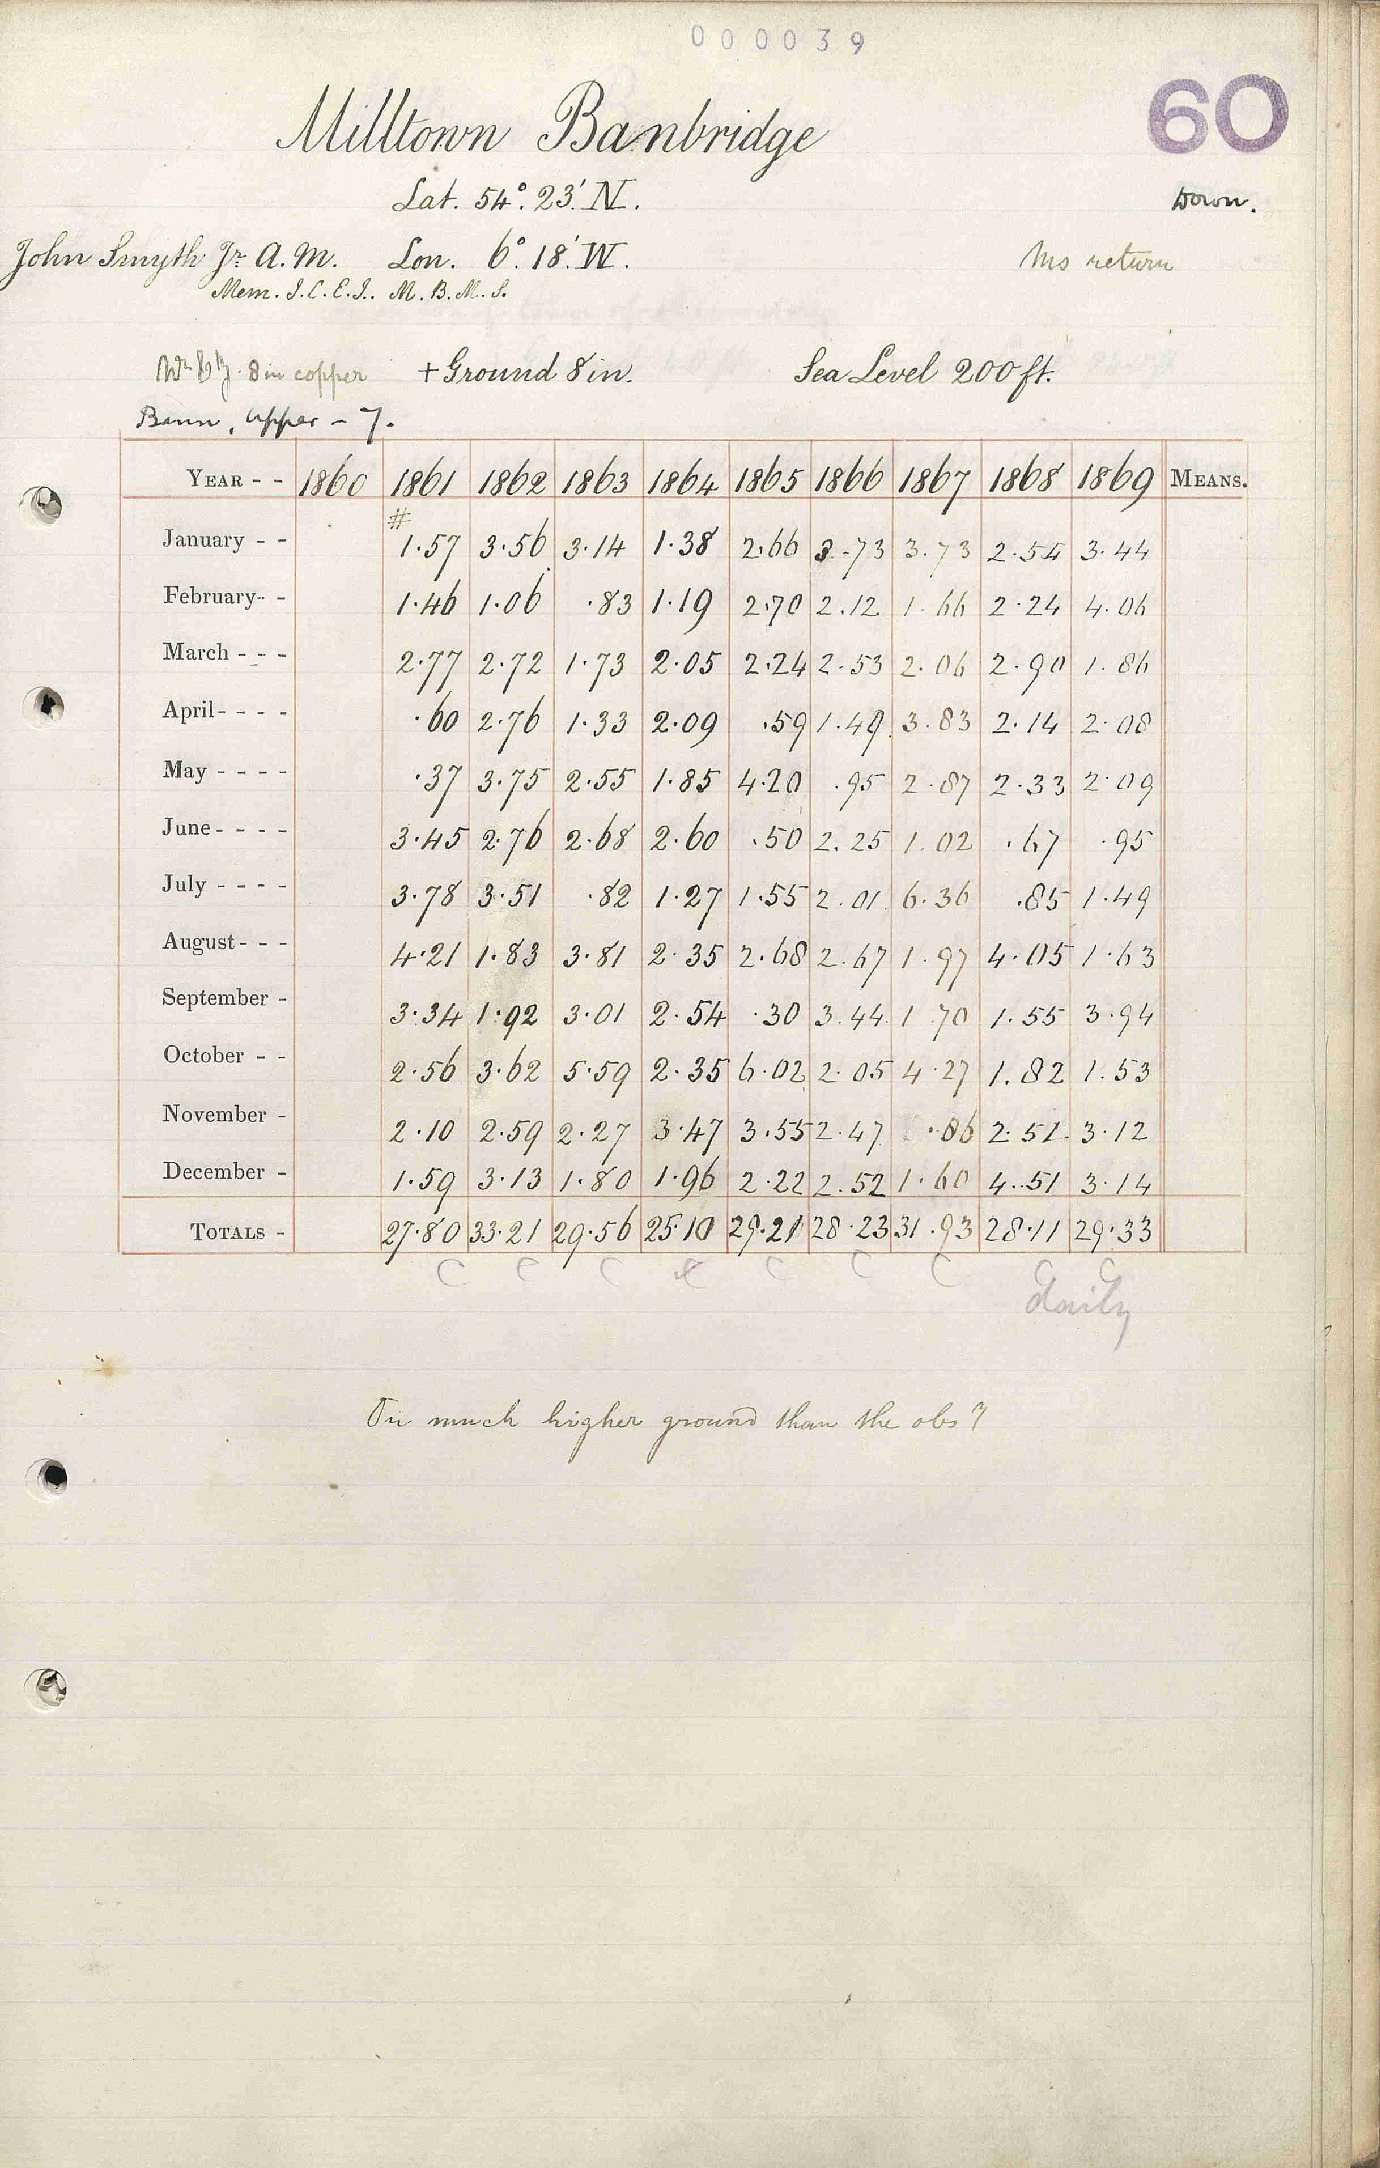 000039
60
Milltown Banbridge
Lat. 54°. 23'. N.
Down.
John Smyth Jr. A. M. Lon. 6°. 18'. W.
Ms return
Mem. I. C. E. I. M. B. M. S.
8 in copper + Ground 8 in. Sea Level 200 ft.
Bann, Upper - 7.
YEAR - - 1860 1861 1862 1863 1864 1865 1866 1867 1868 1869 MEANS.
#
January - - 1.57 3.56 3.14 1.38 2.66 3.73 3.73 2.54 3.44
February - - 1.46 1.06 .83 1.19 2.70 2.12 1.66 2.24 4.06
March - - - 2.77 2.72 1.73 2.05 2.24 2.53 2.06 2.90 1.86
April - - - - .60 2.76 1.33 2.09 .59 1.49 3.83 2.14 2.08
May - - - - .37 3.75 2.55 1.85 4.20 .95 2.87 2.33 2.09
June - - - - 3.45 2.76 2.68 2.60 .50 2.25 1.02 .67 .95
July - - - - 3.78 3.51 .82 1.27 1.55 2.01 6.36 .85 1.49
August - - - 4.21 1.83 3.81 2.35 2.68 2.67 1.97 4.05 1.63
September - 3.34 1.92 3.01 2.54 .30 3.44 1.70 1.55 3.94
October - - 2.56 3.62 5.59 2.35 6.02 2.05 4.27 1.82 1.53
November - 2.10 2.59 2.27 3.47 3.55 2.47 .86 2.51 3.12
December - 1.59 3.13 1.80 1.96 2.22 2.52 1.60 4.51 3.14
TOTALS - 27.80 33.21 29.56 25.10 29.21 28.23 31.93 28.11 29.33
C C C C C C C C
daily
On much higher ground than the obs?